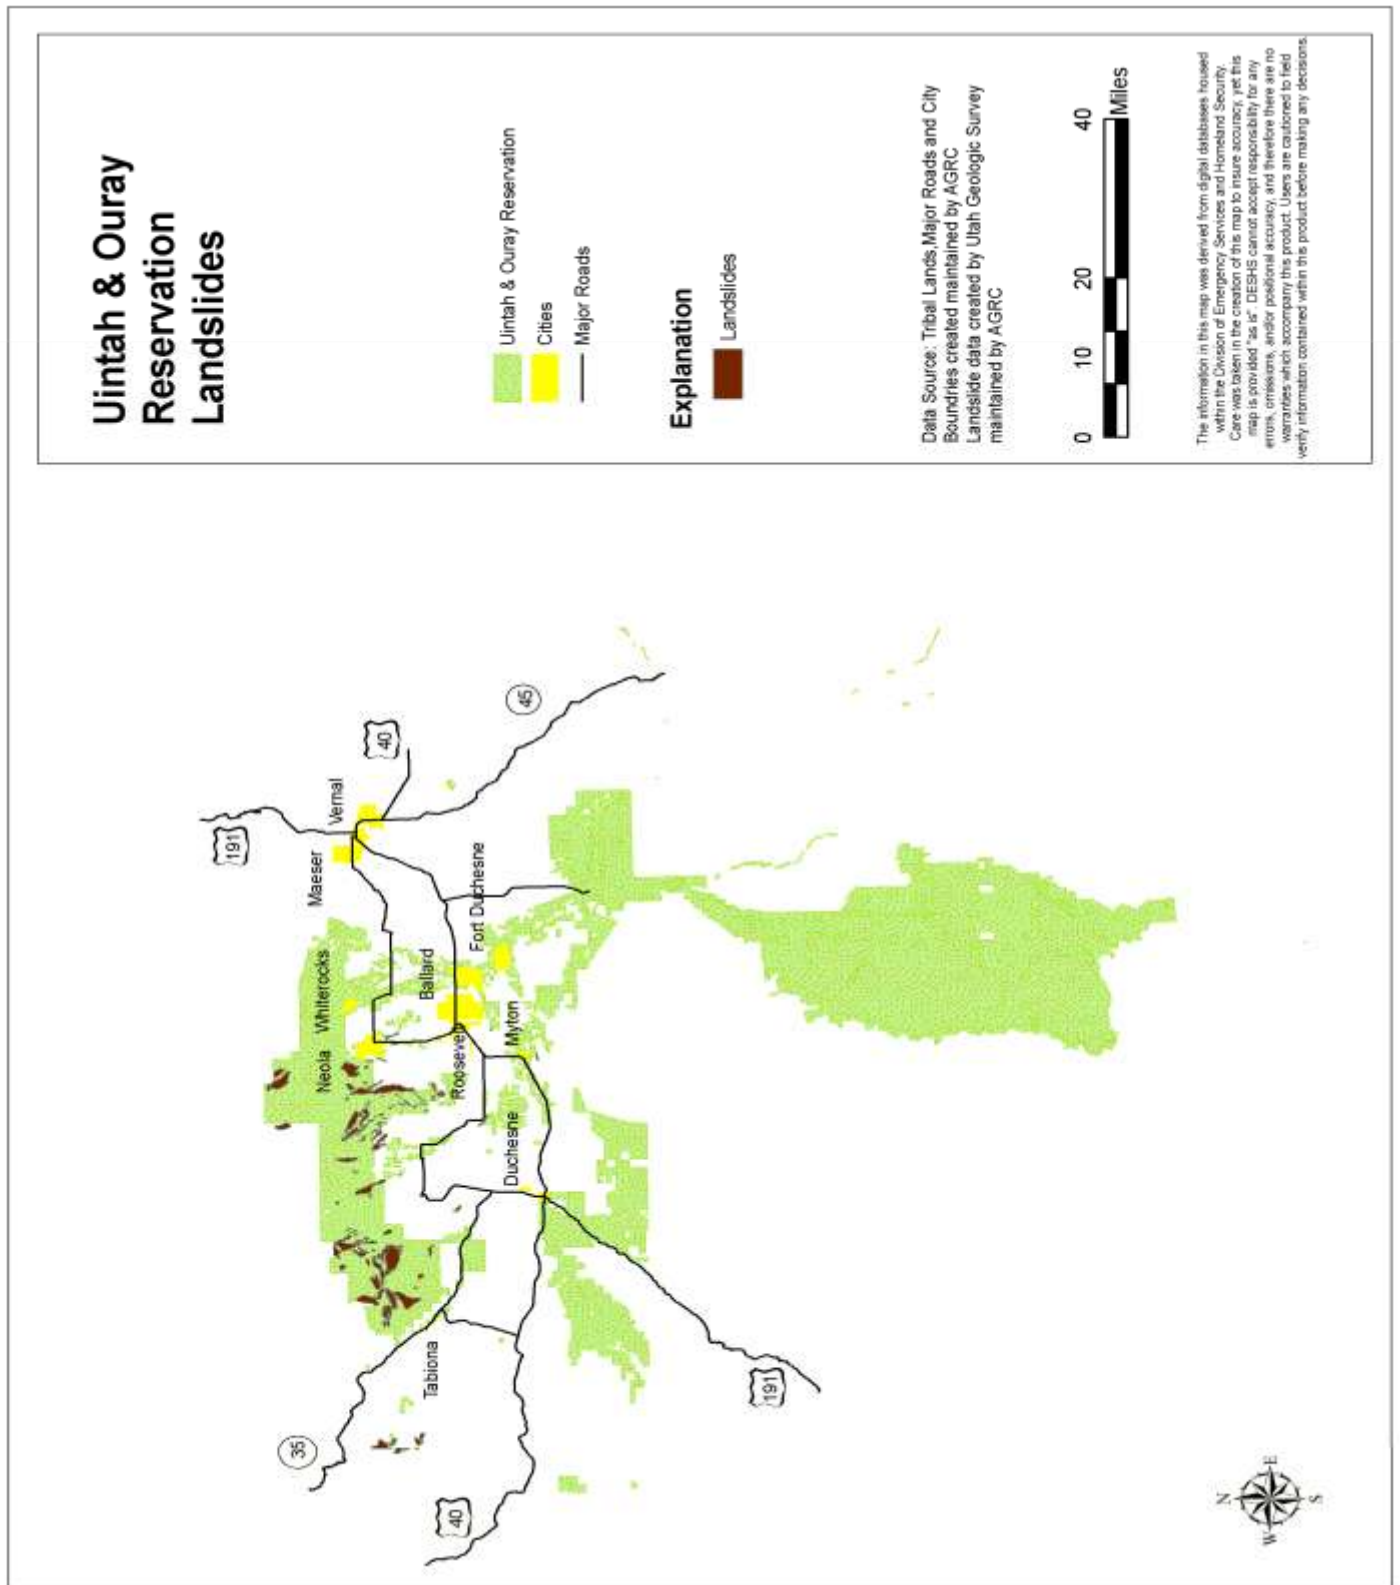 Uintah & Ouray
Reservation
Landslides
Uintah & Ouray Reservation
Cities
Major Roads
Explanation
Landslides
Data Source: Tribal Lands,Major Roads and City
Boundries created maintained by AGRC
Landslide data created by Utah Geologic Survey
maintained by AGRC
0 10 20 40
Miles
The information in this map was derived from digital databases housed
within the Division of Emergency Services and Homeland Security.
Care was taken in the creation of this map to insure accuracy, yet this
map is provided "as is". DESHS cannot accept responsibility for any
errors, omissions, and/or positional accuracy, and therefore there are no
warranties which accompany this product. Users are cautioned to field
verify information contained within this product before making any decisions.
191
Maeser
Vernal
40
45
Neola
Whiterocks
Ballard
Fort Duchesne
Roosevelt
Myton
Duchesne
Tabiona
35
40
191
N
W
E
S